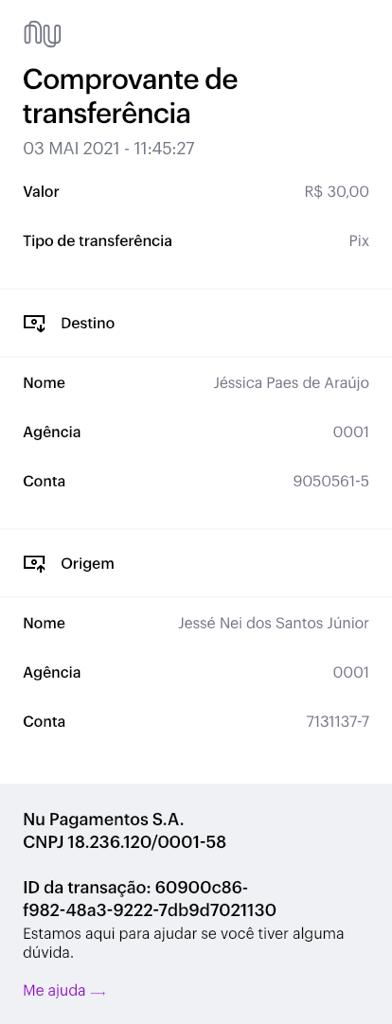 nu
Comprovante de
transferência
03 MAI 2021 - 11:45:27
Valor R$ 30,00
Tipo de transferência Pix
Destino
Nome Jéssica Paes de Araújo
Agência 0001
Conta 9050561-5
Origem
Nome Jessé Nei dos Santos Júnior
Agência 0001
Conta 7131137-7
Nu Pagamentos S.A.
CNPJ 18.236.120/0001-58
ID da transação: 60900c86-
f982-48a3-9222-7db9d7021130
Estamos aqui para ajudar se você tiver alguma
dúvida.
Me ajuda →